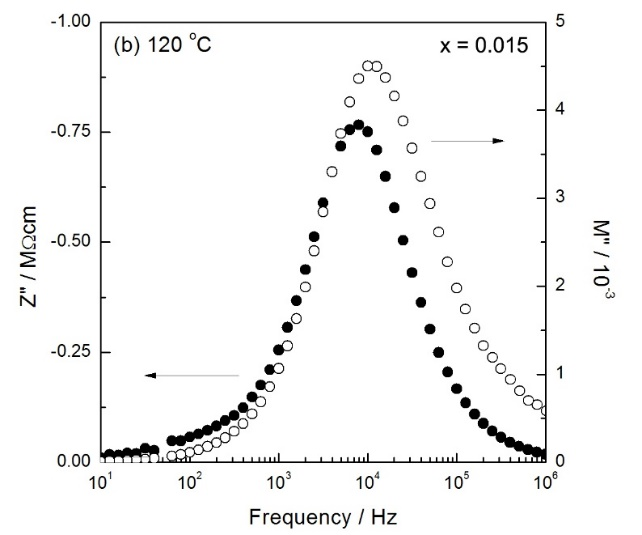 (b) 120 °C
x = 0.015
-1.00
-0.75
-0.50
-0.25
0.00
Z" / MΩcm
5
4
3
2
1
0
M" / 10⁻³
10¹ 10² 10³ 10⁴ 10⁵ 10⁶
Frequency / Hz